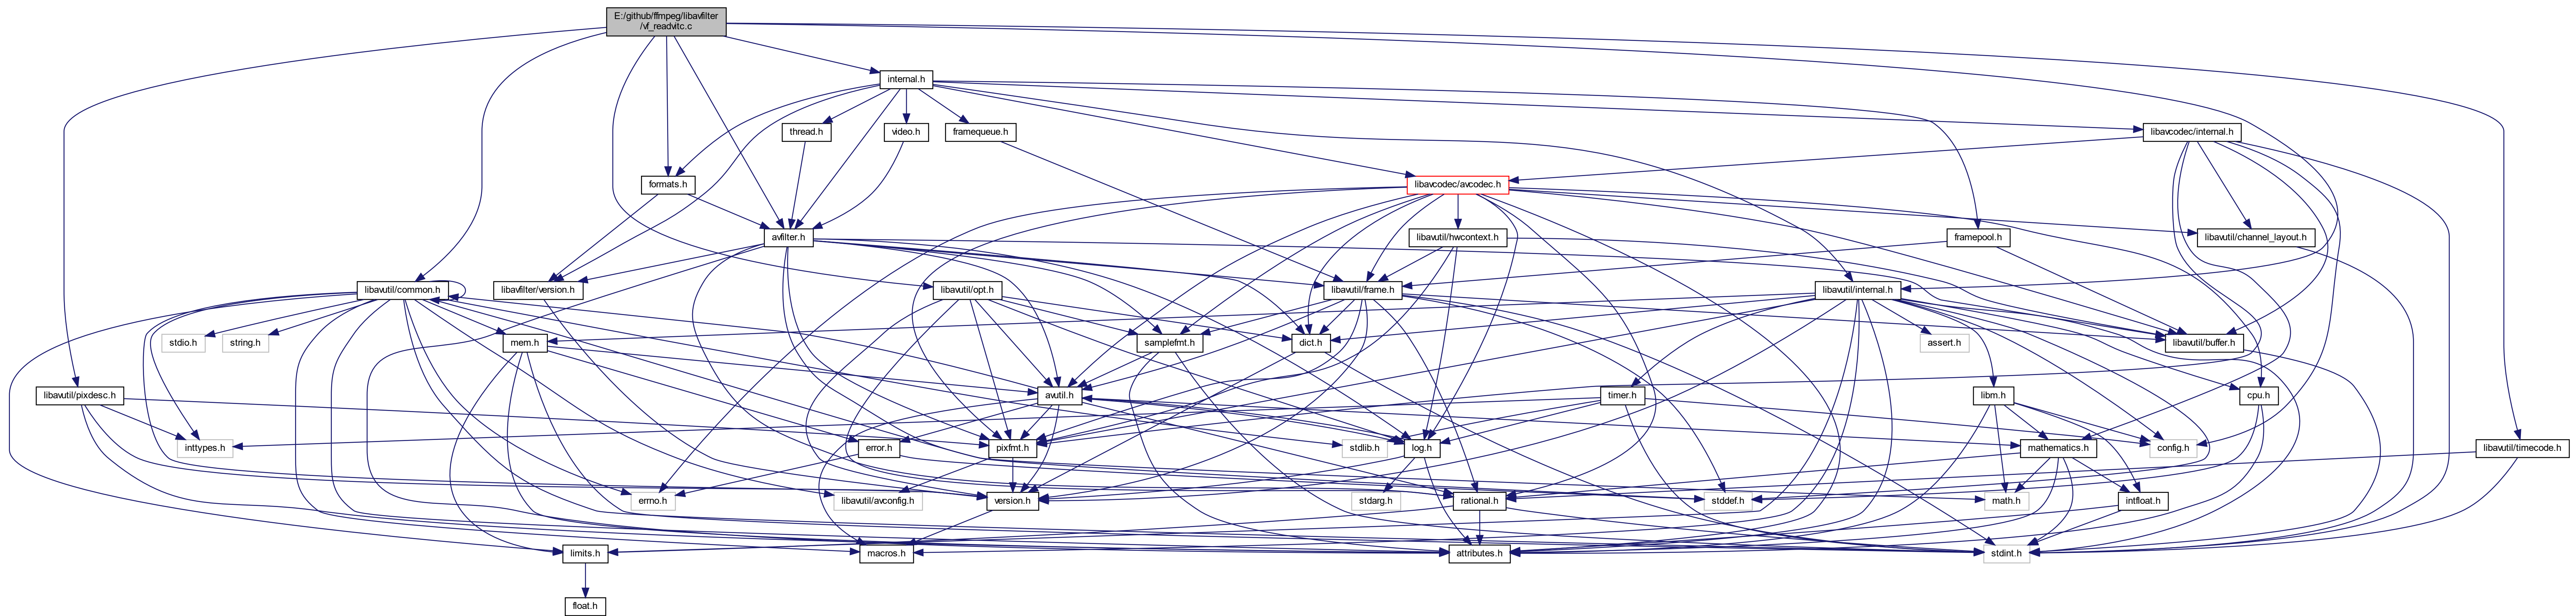 E:/github/ffmpeg/libavfilter
/vf_readvitc.c
internal.h
thread.h
video.h
framequeue.h
libavcodec/internal.h
formats.h
libavcodec/avcodec.h
avfilter.h
libavutil/hwcontext.h
framepool.h
libavutil/channel_layout.h
libavutil/common.h
libavfilter/version.h
libavutil/opt.h
libavutil/frame.h
libavutil/internal.h
stdio.h
string.h
mem.h
samplefmt.h
dict.h
assert.h
libavutil/buffer.h
libavutil/pixdesc.h
avutil.h
timer.h
libm.h
cpu.h
inttypes.h
error.h
pixfmt.h
stdlib.h
log.h
mathematics.h
config.h
libavutil/timecode.h
errno.h
libavutil/avconfig.h
version.h
stdarg.h
rational.h
stddef.h
math.h
intfloat.h
limits.h
macros.h
attributes.h
stdint.h
float.h